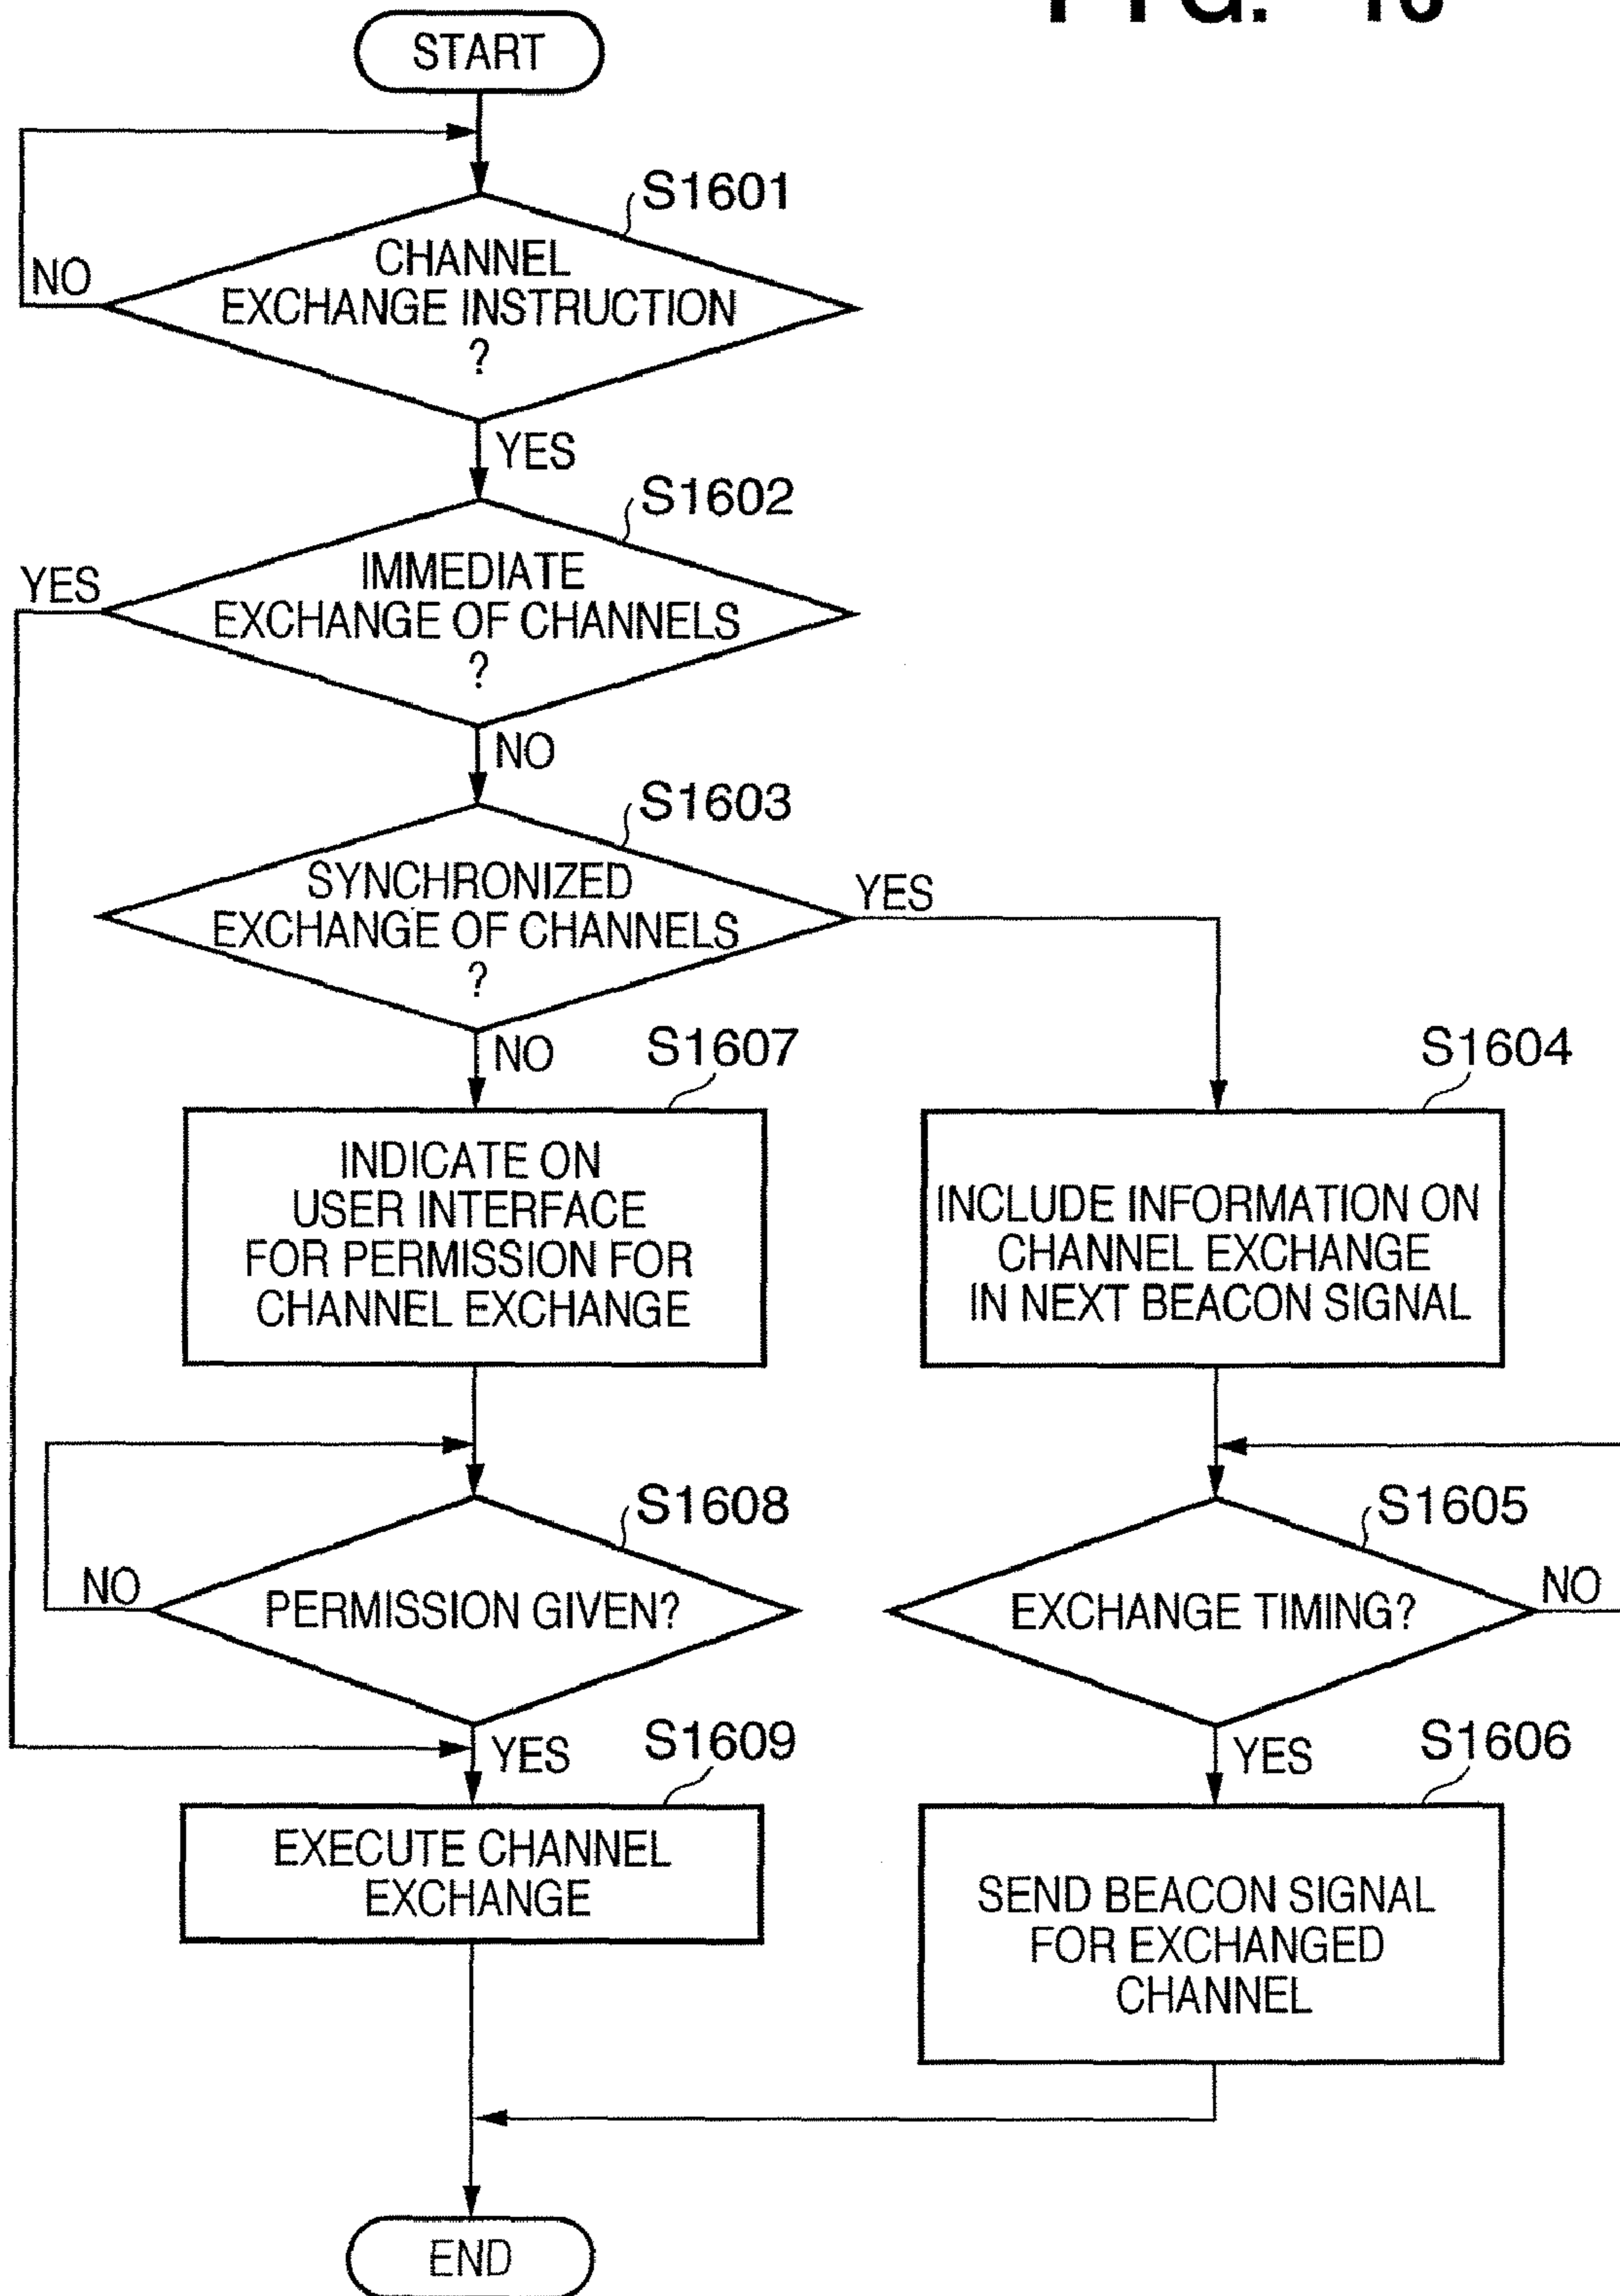 FIG. 16
START
S1601
CHANNEL
EXCHANGE INSTRUCTION
?
NO
YES
S1602
IMMEDIATE
EXCHANGE OF CHANNELS
?
YES
NO
S1603
SYNCHRONIZED
EXCHANGE OF CHANNELS
?
YES
NO
S1607
INDICATE ON
USER INTERFACE
FOR PERMISSION FOR
CHANNEL EXCHANGE
S1604
INCLUDE INFORMATION ON
CHANNEL EXCHANGE
IN NEXT BEACON SIGNAL
S1608
PERMISSION GIVEN?
NO
YES
S1605
EXCHANGE TIMING?
NO
YES
S1609
EXECUTE CHANNEL
EXCHANGE
S1606
SEND BEACON SIGNAL
FOR EXCHANGED
CHANNEL
END